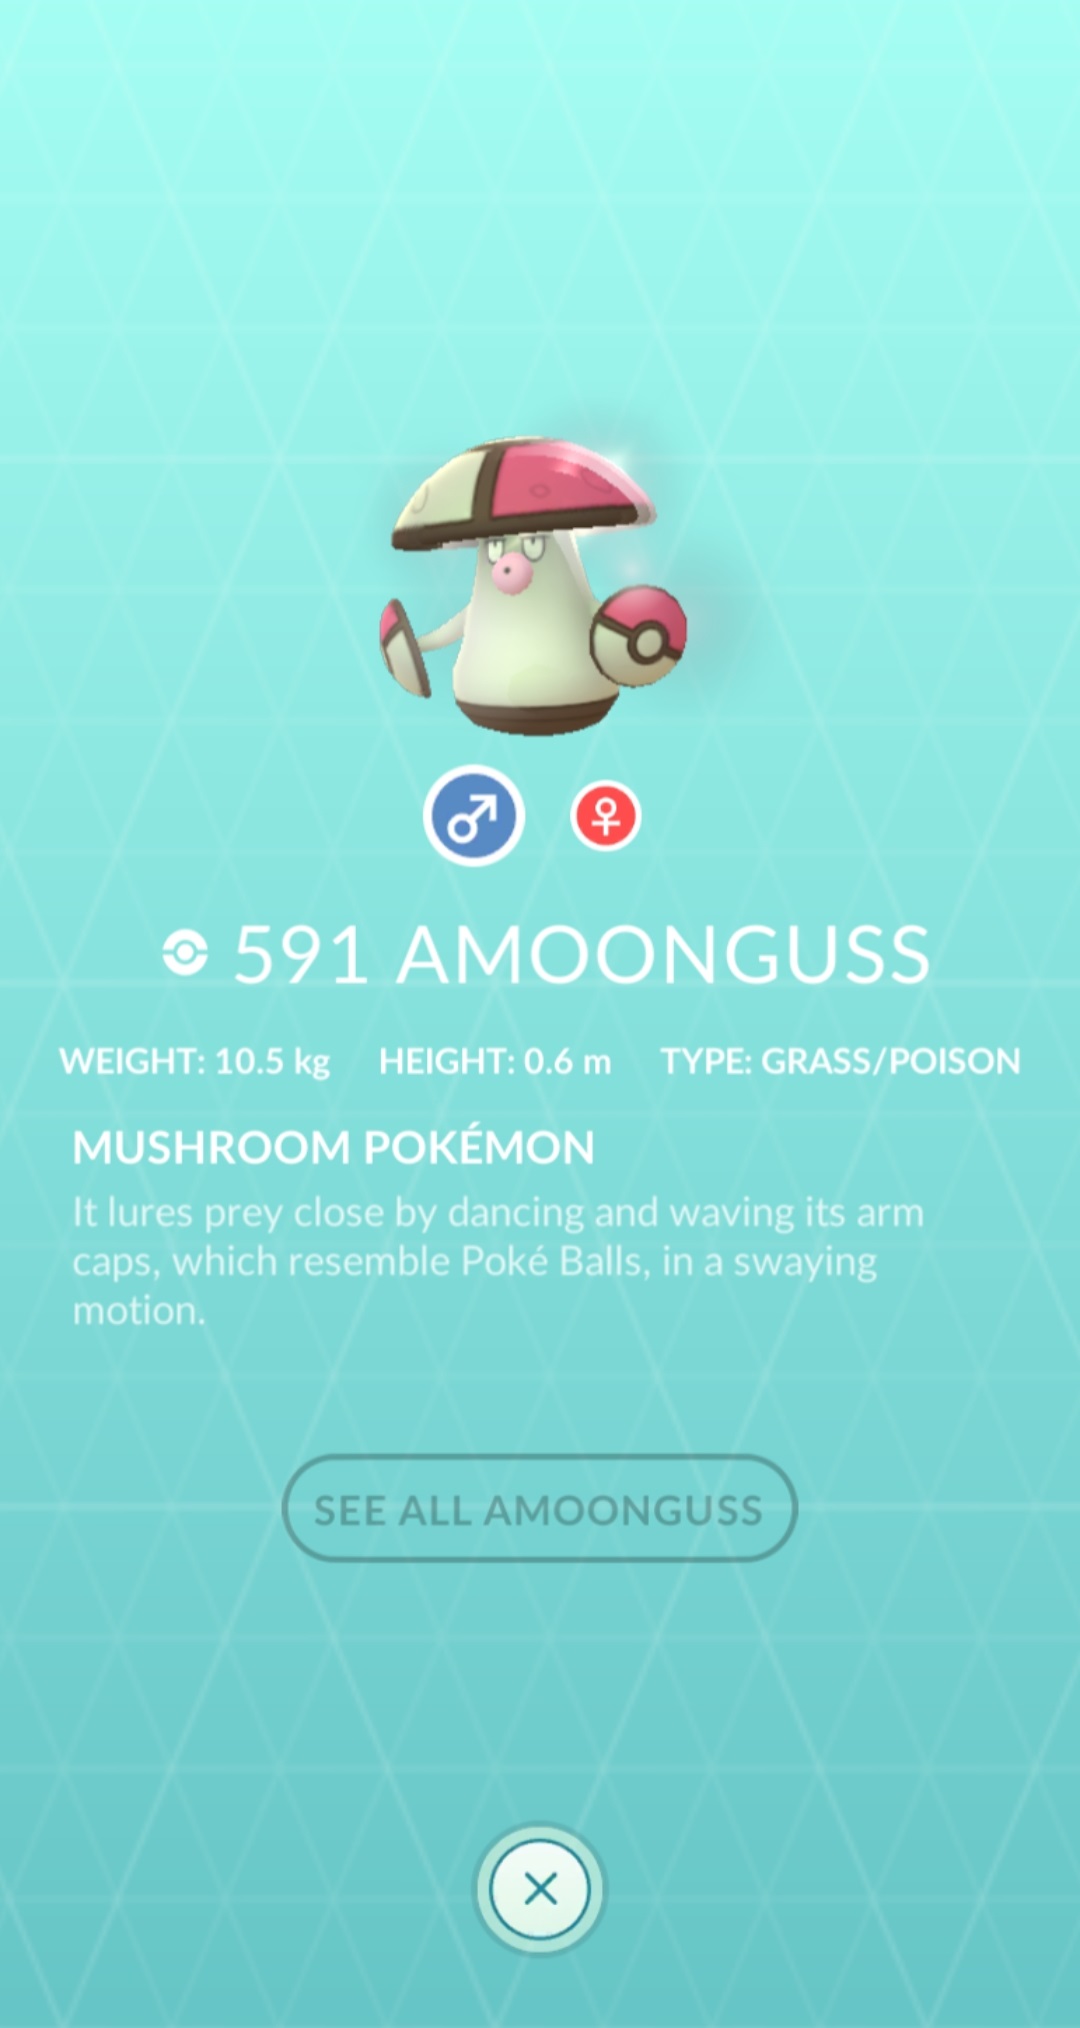 591 AMOONGUSS
WEIGHT: 10.5 kg HEIGHT: 0.6 m TYPE: GRASS/POISON
MUSHROOM POKÉMON
It lures prey close by dancing and waving its arm
caps, which resemble Poké Balls, in a swaying
motion.
SEE ALL AMOONGUSS